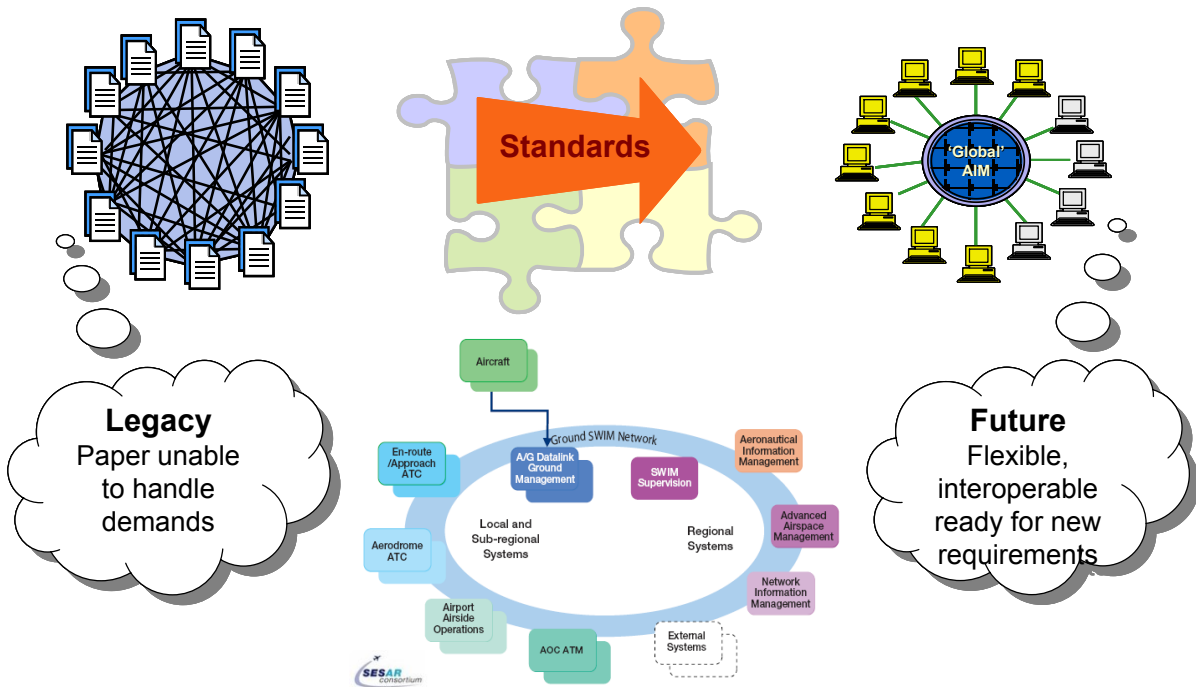 Standards
'Global'
AIM
Legacy
Paper unable
to handle
demands
Aircraft
Ground SWIM Network
En-route
/Approach
ATC
A/G Datalink
Ground
Management
SWIM
Supervision
Aeronautical
Information
Management
Local and
Sub-regional
Systems
Regional
Systems
Advanced
Airspace
Management
Aerodrome
ATC
Network
Information
Management
Airport
Airside
Operations
AOC ATM
External
Systems
SESAR
consortium
Future
Flexible,
interoperable
ready for new
requirements